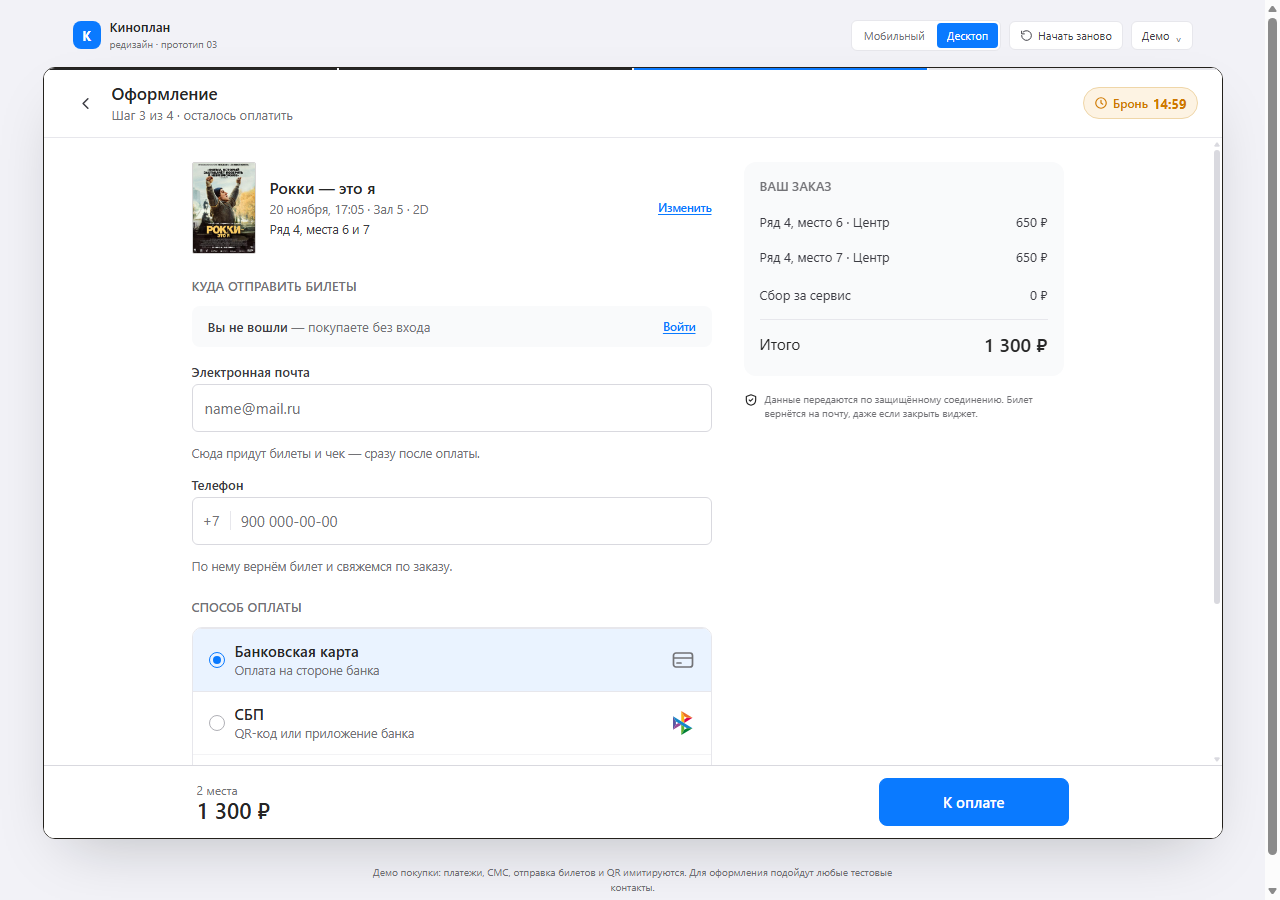 К
Киноплан
редизайн · прототип 03
Мобильный
Десктоп
Начать заново
Демо
Оформление
Шаг 3 из 4 · осталось оплатить
Бронь 14:59
РОККИ
ЭТО Я
Рокки — это я
20 ноября, 17:05 · Зал 5 · 2D
Ряд 4, места 6 и 7
Изменить
КУДА ОТПРАВИТЬ БИЛЕТЫ
Вы не вошли — покупаете без входа
Войти
Электронная почта
name@mail.ru
Сюда придут билеты и чек — сразу после оплаты.
Телефон
+7
900 000-00-00
По нему вернём билет и свяжемся по заказу.
СПОСОБ ОПЛАТЫ
Банковская карта
Оплата на стороне банка
СБП
QR-код или приложение банка
ВАШ ЗАКАЗ
Ряд 4, место 6 · Центр
650 ₽
Ряд 4, место 7 · Центр
650 ₽
Сбор за сервис
0 ₽
Итого
1 300 ₽
Данные передаются по защищённому соединению. Билет
вернётся на почту, даже если закрыть виджет.
2 места
1 300 ₽
К оплате
Демо покупки: платежи, СМС, отправка билетов и QR имитируются. Для оформления подойдут любые тестовые
контакты.